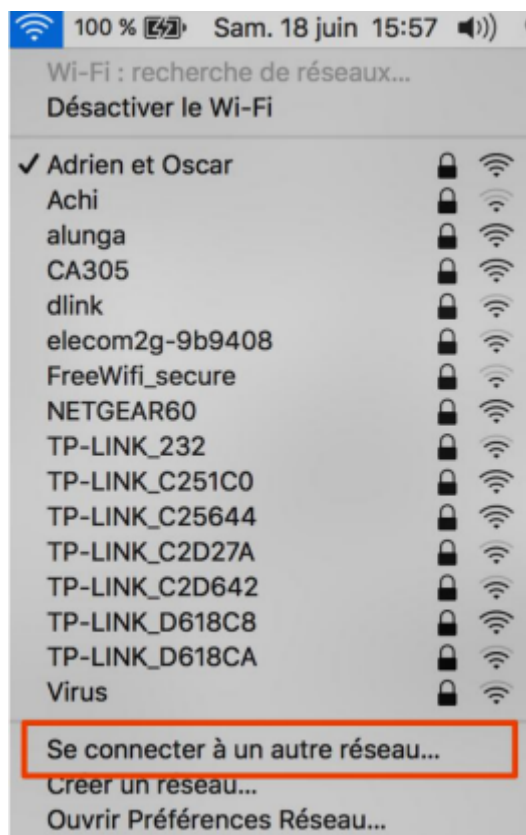 100 % Sam. 18 juin 15:57
Wi-Fi : recherche de réseaux...
Désactiver le Wi-Fi
Adrien et Oscar
Achi
alunga
CA305
dlink
elecom2g-9b9408
FreeWifi_secure
NETGEAR60
TP-LINK_232
TP-LINK_C251C0
TP-LINK_C25644
TP-LINK_C2D27A
TP-LINK_C2D642
TP-LINK_D618C8
TP-LINK_D618CA
Virus
Se connecter à un autre réseau...
Créer un réseau...
Ouvrir Préférences Réseau...